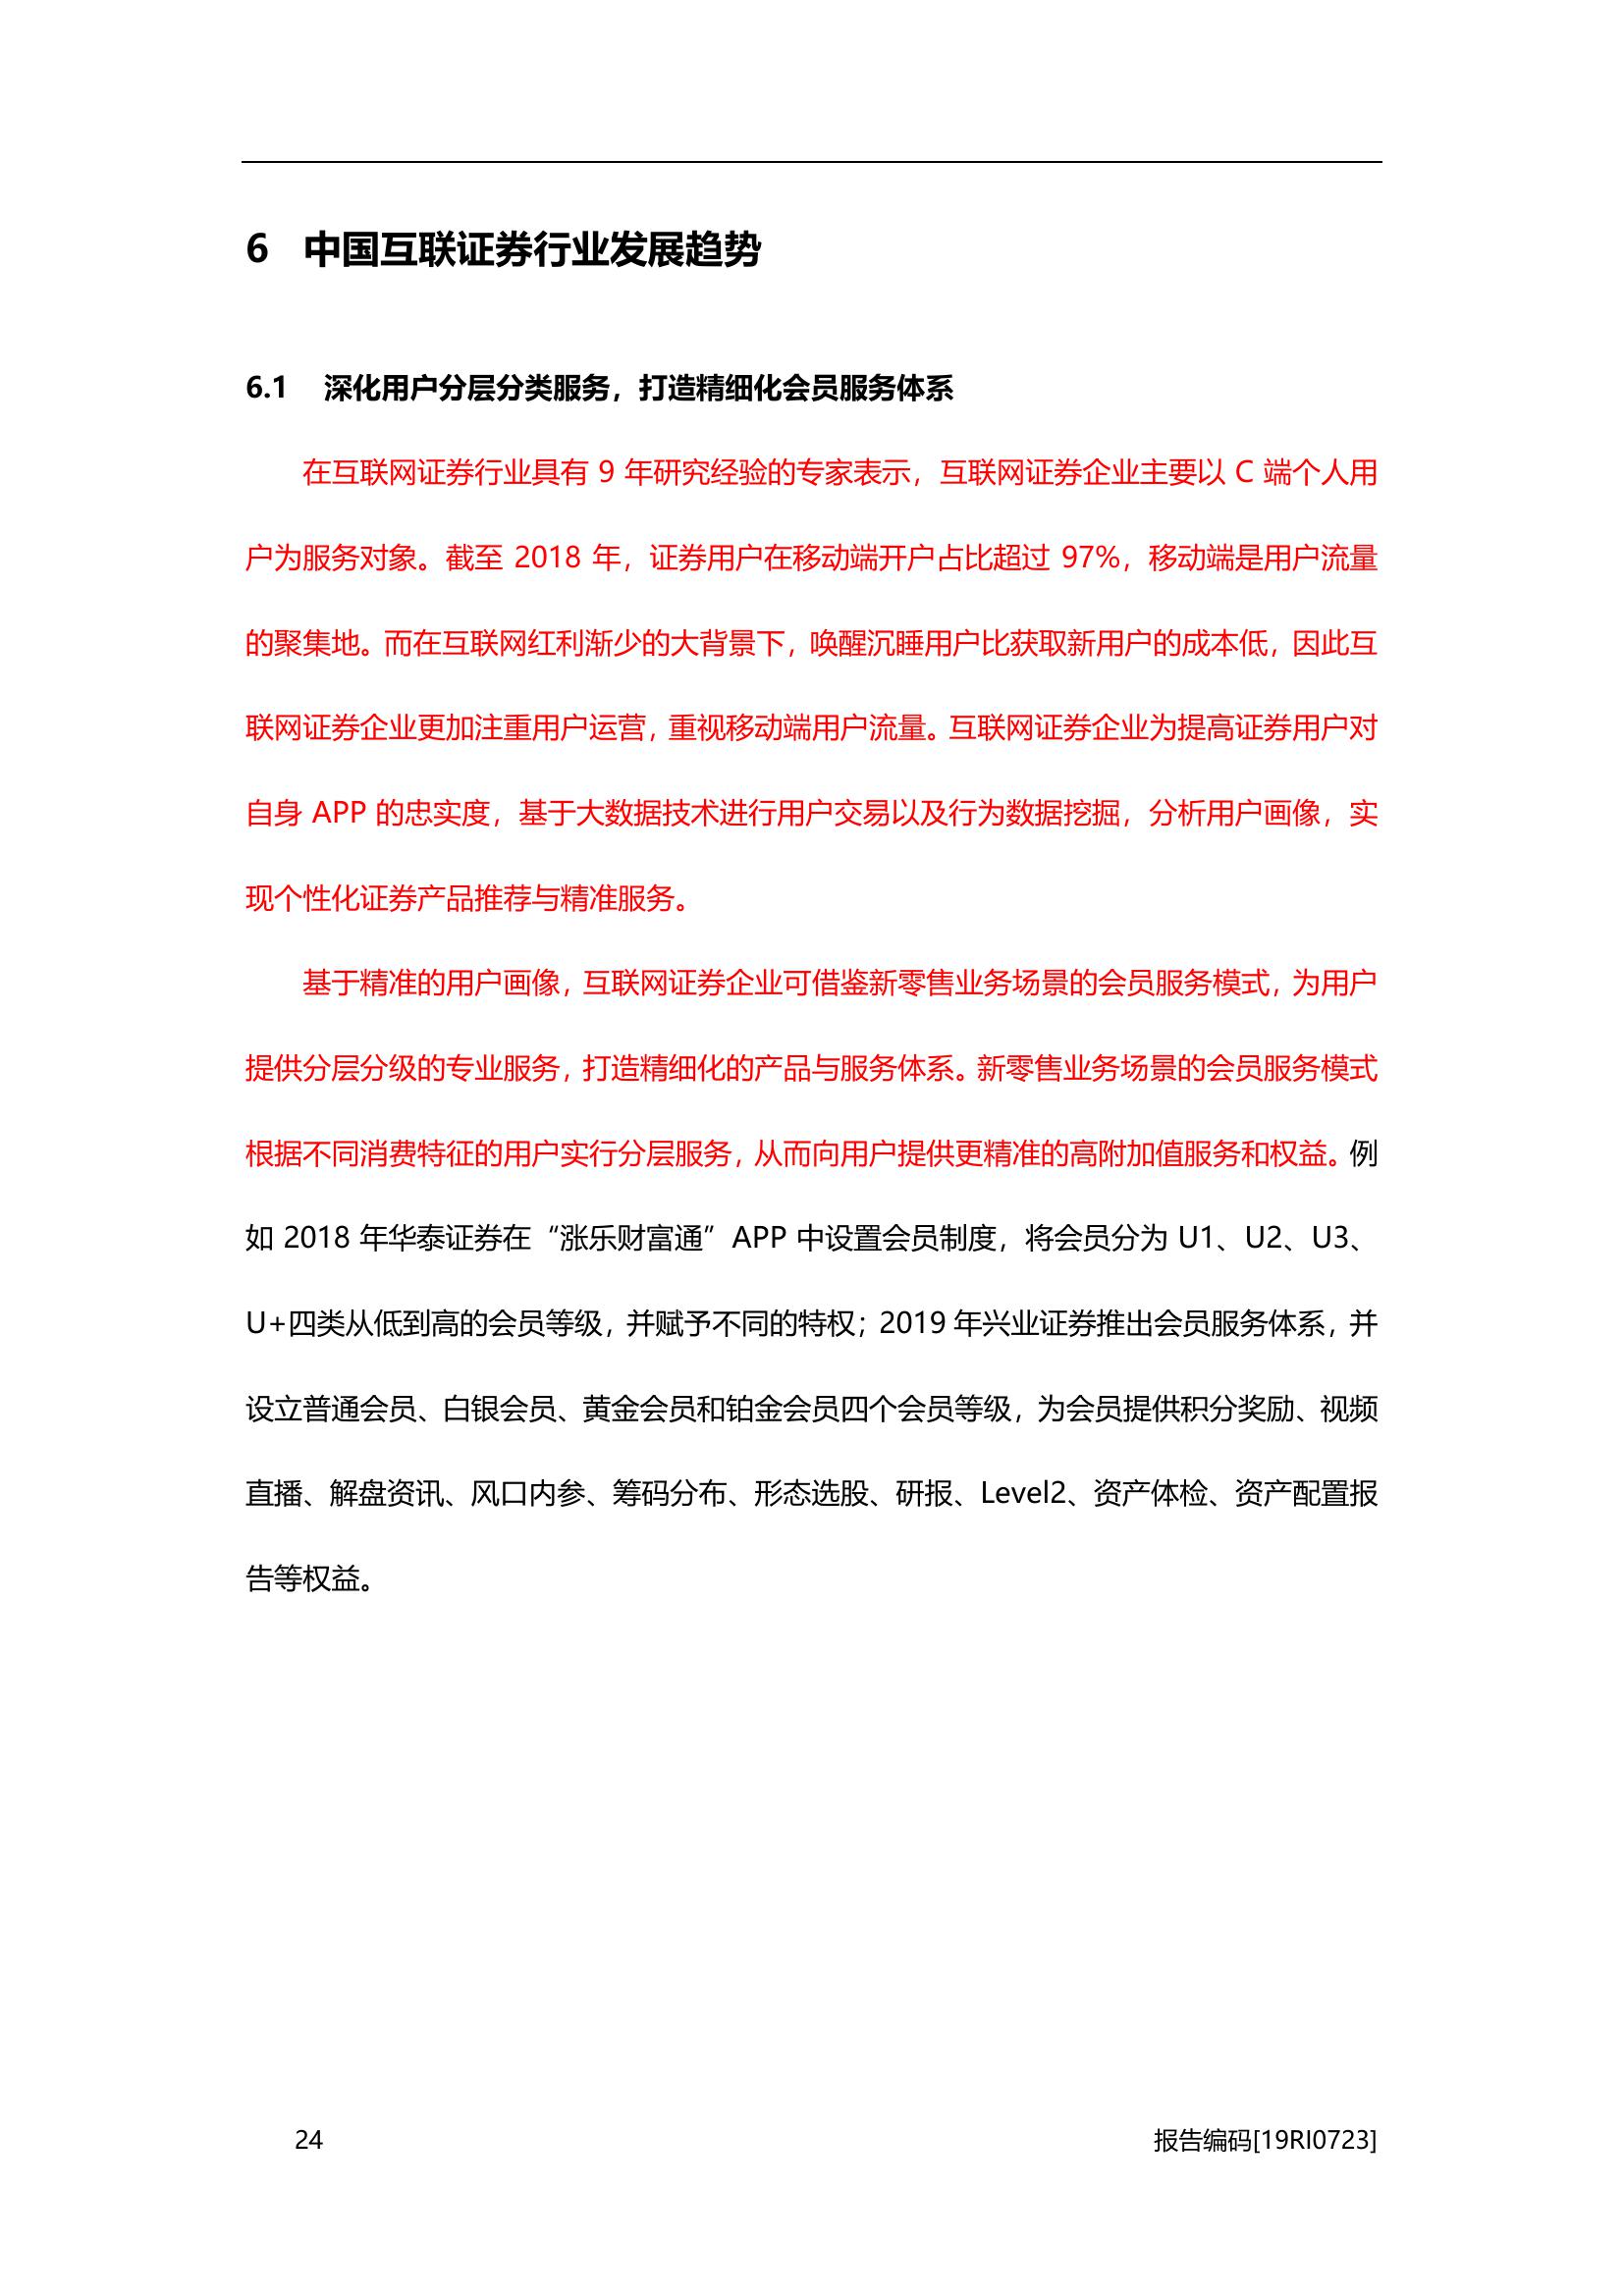 6 中国互联证券行业发展趋势
6.1 深化用户分层分类服务，打造精细化会员服务体系
在互联网证券行业具有 9 年研究经验的专家表示，互联网证券企业主要以 C 端个人用
户为服务对象。截至 2018 年，证券用户在移动端开户占比超过 97%，移动端是用户流量
的聚集地。而在互联网红利渐少的大背景下，唤醒沉睡用户比获取新用户的成本低，因此互
联网证券企业更加注重用户运营，重视移动端用户流量。互联网证券企业为提高证券用户对
自身 APP 的忠实度，基于大数据技术进行用户交易以及行为数据挖掘，分析用户画像，实
现个性化证券产品推荐与精准服务。
基于精准的用户画像，互联网证券企业可借鉴新零售业务场景的会员服务模式，为用户
提供分层分级的专业服务，打造精细化的产品与服务体系。新零售业务场景的会员服务模式
根据不同消费特征的用户实行分层服务，从而向用户提供更精准的高附加值服务和权益。例
如 2018 年华泰证券在“涨乐财富通”APP 中设置会员制度，将会员分为 U1、U2、U3、
U+四类从低到高的会员等级，并赋予不同的特权；2019 年兴业证券推出会员服务体系，并
设立普通会员、白银会员、黄金会员和铂金会员四个会员等级，为会员提供积分奖励、视频
直播、解盘资讯、风口内参、筹码分布、形态选股、研报、Level2、资产体检、资产配置报
告等权益。
24 报告编码[19RI0723]